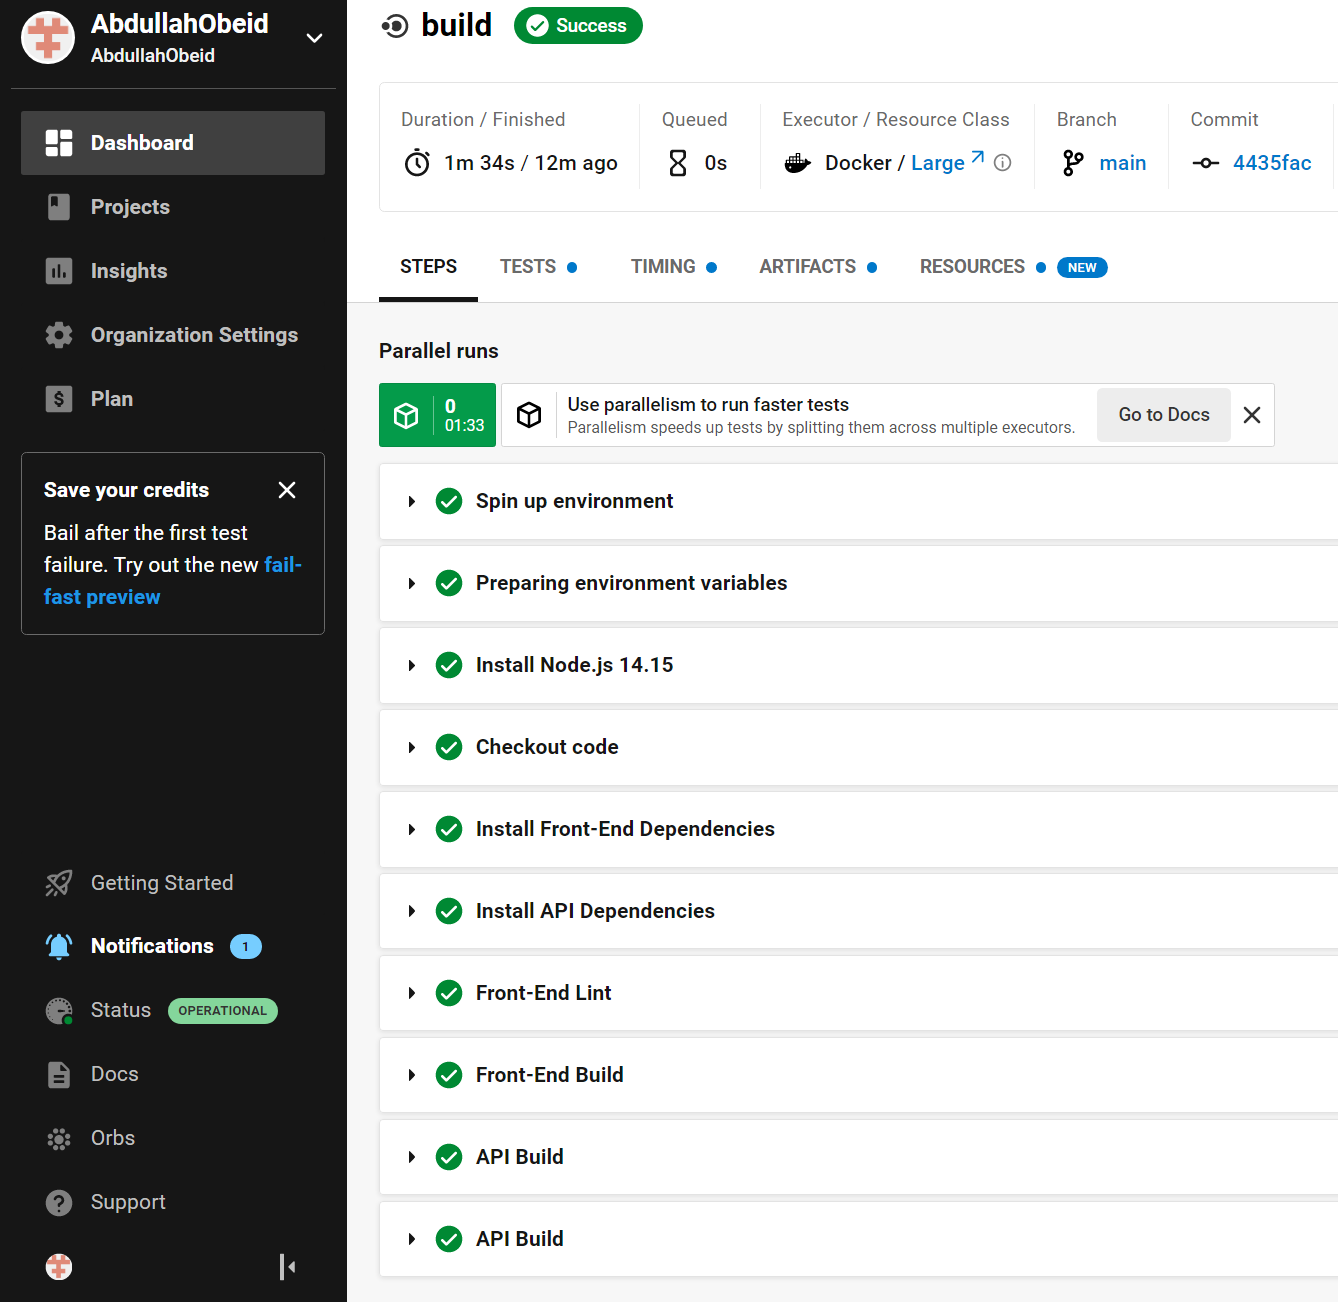 AbdullahObeid
AbdullahObeid
Dashboard
Projects
Insights
Organization Settings
Plan
Save your credits
Bail after the first test
failure. Try out the new fail-
fast preview
Getting Started
Notifications 1
Status OPERATIONAL
Docs
Orbs
Support
build Success
Duration / Finished
1m 34s / 12m ago
Queued
0s
Executor / Resource Class
Docker / Large
Branch
main
Commit
4435fac
STEPS TESTS TIMING ARTIFACTS RESOURCES NEW
Parallel runs
0
01:33
Use parallelism to run faster tests
Parallelism speeds up tests by splitting them across multiple executors.
Go to Docs
Spin up environment
Preparing environment variables
Install Node.js 14.15
Checkout code
Install Front-End Dependencies
Install API Dependencies
Front-End Lint
Front-End Build
API Build
API Build